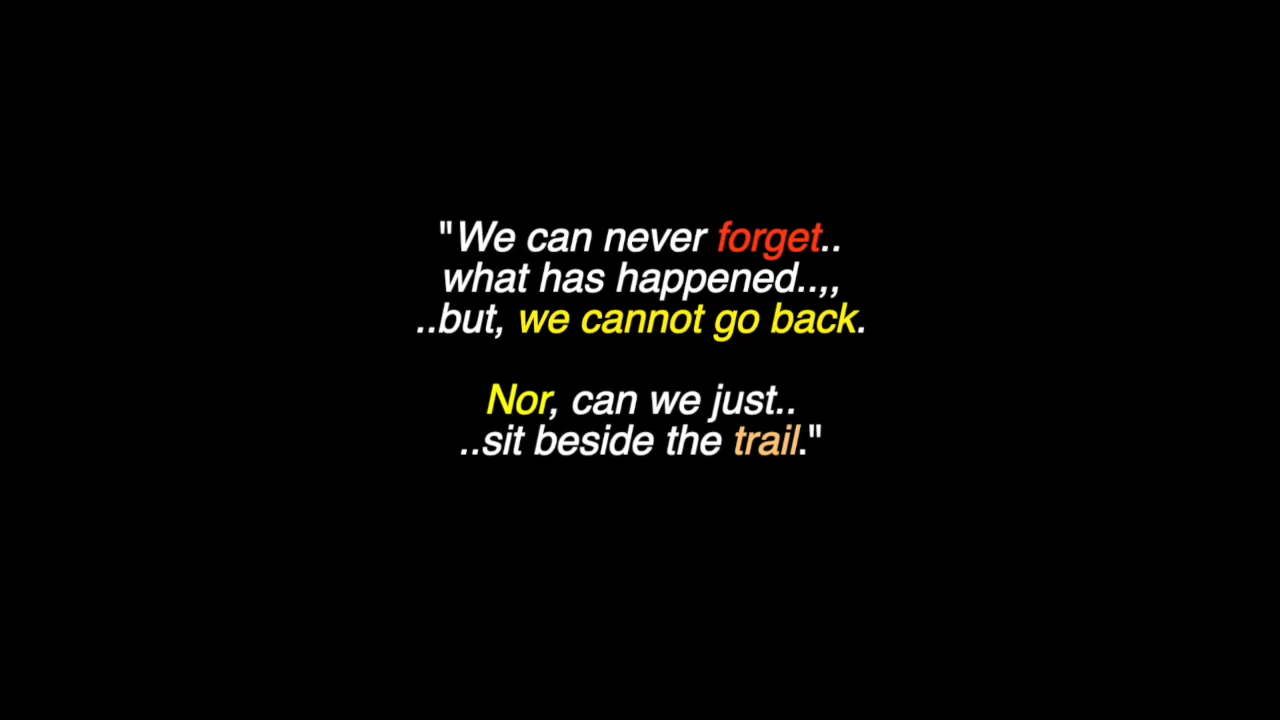 "We can never forget..
what has happened..,,
..but, we cannot go back.
Nor, can we just..
..sit beside the trail."